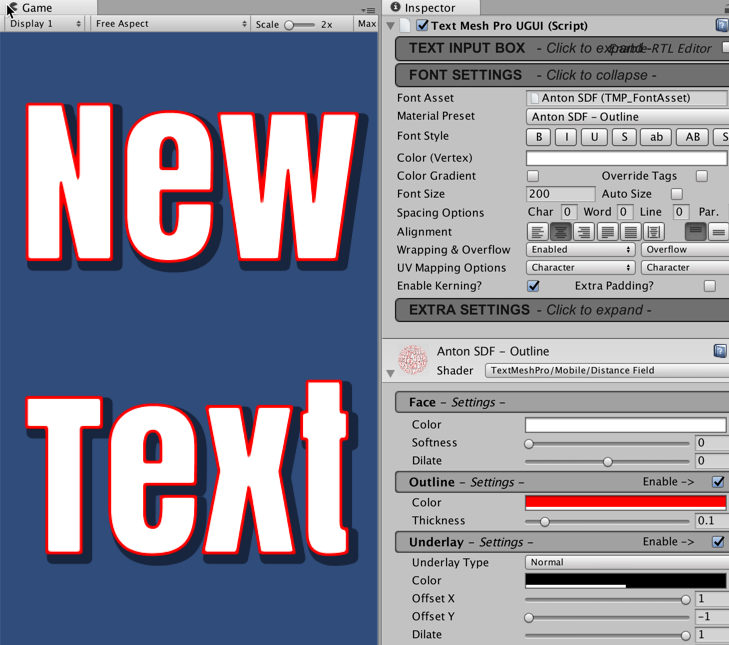 Game
Display 1 Free Aspect Scale 2x Max
New
Text
Inspector
Text Mesh Pro UGUI (Script)
TEXT INPUT BOX - Click to expand - RTL Editor
FONT SETTINGS - Click to collapse -
Font Asset Anton SDF (TMP_FontAsset)
Material Preset Anton SDF - Outline
Font Style B I U S ab AB S
Color (Vertex)
Color Gradient Override Tags
Font Size 200 Auto Size
Spacing Options Char 0 Word 0 Line 0 Par.
Alignment
Wrapping & Overflow Enabled Overflow
UV Mapping Options Character Character
Enable Kerning? Extra Padding?
EXTRA SETTINGS - Click to expand -
Anton SDF - Outline
Shader TextMeshPro/Mobile/Distance Field
Face - Settings -
Color
Softness 0
Dilate 0
Outline - Settings - Enable ->
Color
Thickness 0.1
Underlay - Settings - Enable ->
Underlay Type Normal
Color
Offset X 1
Offset Y -1
Dilate 1